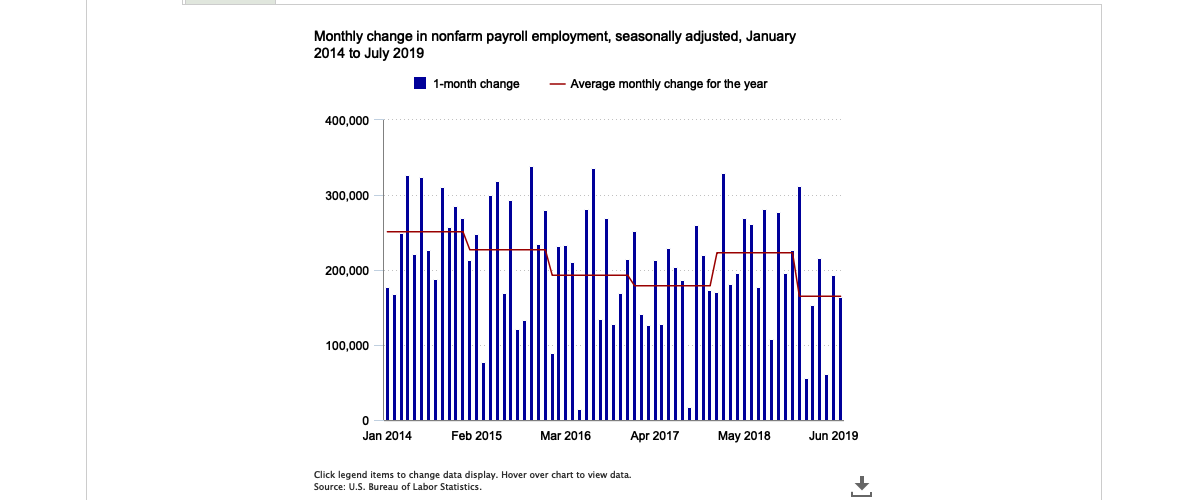 Monthly change in nonfarm payroll employment, seasonally adjusted, January
2014 to July 2019
1-month change
Average monthly change for the year
400,000
300,000
200,000
100,000
0
Jan 2014
Feb 2015
Mar 2016
Apr 2017
May 2018
Jun 2019
Click legend items to change data display. Hover over chart to view data.
Source: U.S. Bureau of Labor Statistics.